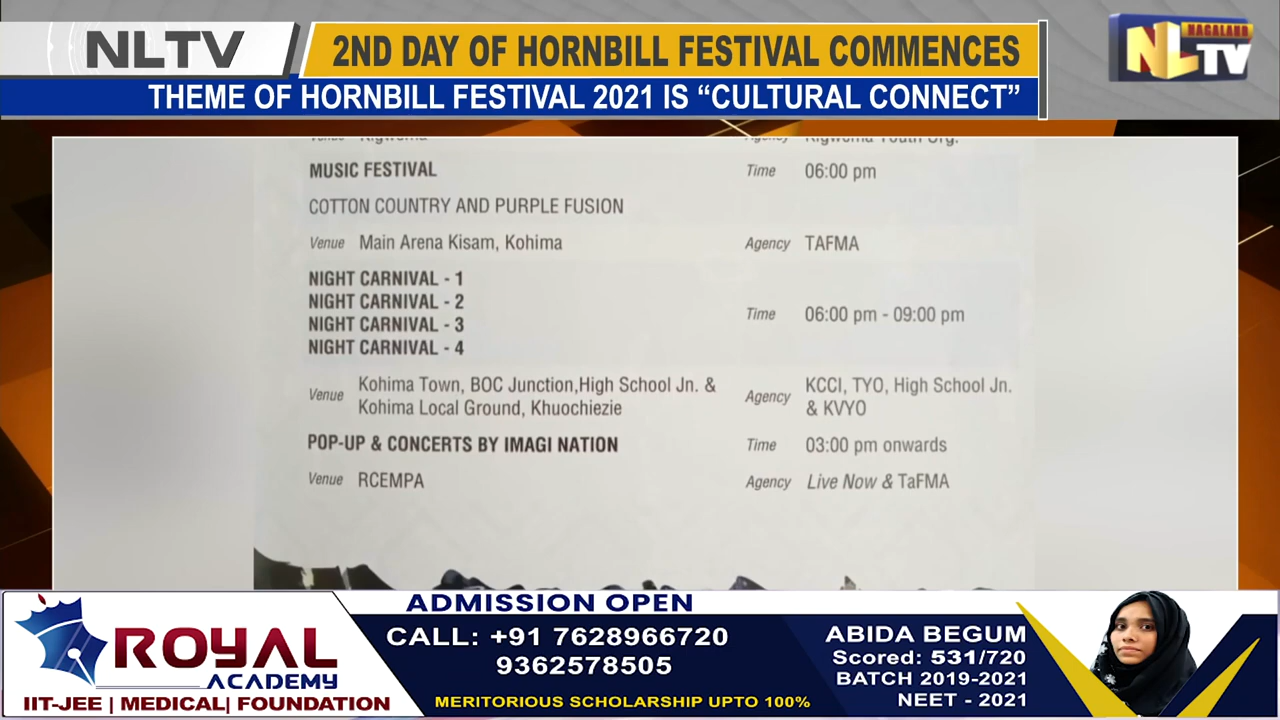 NLTV
2ND DAY OF HORNBILL FESTIVAL COMMENCES
NAGALAND
NLTV
THEME OF HORNBILL FESTIVAL 2021 IS “CULTURAL CONNECT”
Venue Kigwema Agency Kigwema Youth Org.
MUSIC FESTIVAL Time 06:00 pm
COTTON COUNTRY AND PURPLE FUSION
Venue Main Arena Kisam, Kohima Agency TAFMA
NIGHT CARNIVAL - 1
NIGHT CARNIVAL - 2
NIGHT CARNIVAL - 3
NIGHT CARNIVAL - 4
Time 06:00 pm - 09:00 pm
Venue Kohima Town, BOC Junction,High School Jn. &
Kohima Local Ground, Khuochiezie
Agency KCCI, TYO, High School Jn.
& KVYO
POP-UP & CONCERTS BY IMAGI NATION Time 03:00 pm onwards
Venue RCEMPA Agency Live Now & TaFMA
ROYAL
ACADEMY
IIT-JEE | MEDICAL| FOUNDATION
ADMISSION OPEN
CALL: +91 7628966720
9362578505
MERITORIOUS SCHOLARSHIP UPTO 100%
ABIDA BEGUM
Scored: 531/720
BATCH 2019-2021
NEET - 2021